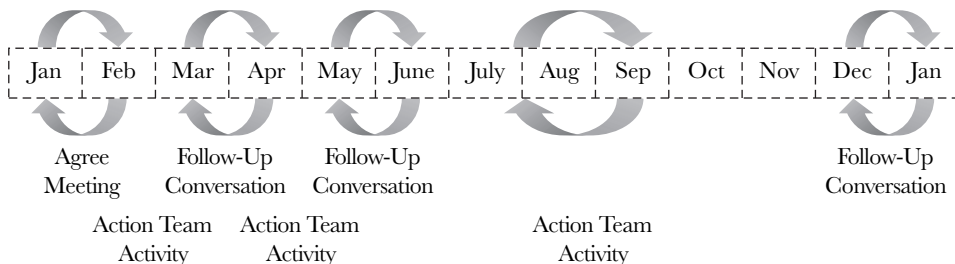 Jan Feb Mar Apr May June July Aug Sep Oct Nov Dec Jan
Agree Follow-Up Follow-Up Follow-Up
Meeting Conversation Conversation Conversation
Action Team Action Team Action Team
Activity Activity Activity